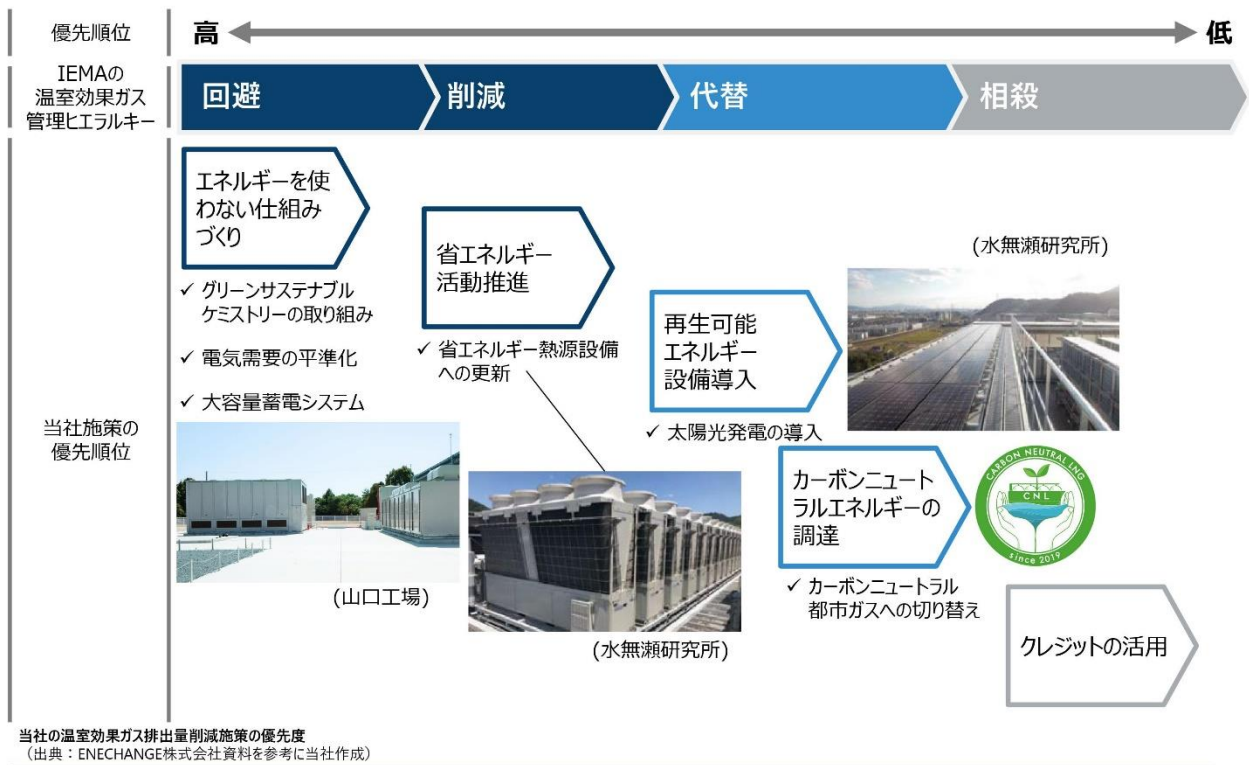 優先順位
高
低
IEMAの
温室効果ガス
管理ヒエラルキー
回避
削減
代替
相殺
当社施策の
優先順位
エネルギーを使
わない仕組み
づくり
✓ グリーンサステナブル
ケミストリーの取り組み
✓ 電気需要の平準化
✓ 大容量蓄電システム
(山口工場)
省エネルギー
活動推進
✓ 省エネルギー熱源設備
への更新
(水無瀬研究所)
再生可能
エネルギー
設備導入
✓ 太陽光発電の導入
(水無瀬研究所)
カーボンニュート
ラルエネルギーの
調達
✓ カーボンニュートラル
都市ガスへの切り替え
CARBON NEUTRAL LNG
CNL
since 2019
クレジットの活用
当社の温室効果ガス排出量削減施策の優先度
（出典：ENECHANGE株式会社資料を参考に当社作成）